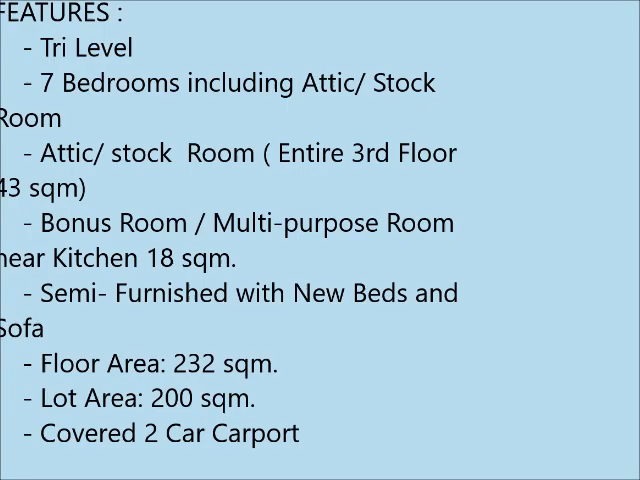 FEATURES :
- Tri Level
- 7 Bedrooms including Attic/ Stock
Room
- Attic/ stock  Room ( Entire 3rd Floor
43 sqm)
- Bonus Room / Multi-purpose Room
near Kitchen 18 sqm.
- Semi- Furnished with New Beds and
Sofa
- Floor Area: 232 sqm.
- Lot Area: 200 sqm.
- Covered 2 Car Carport